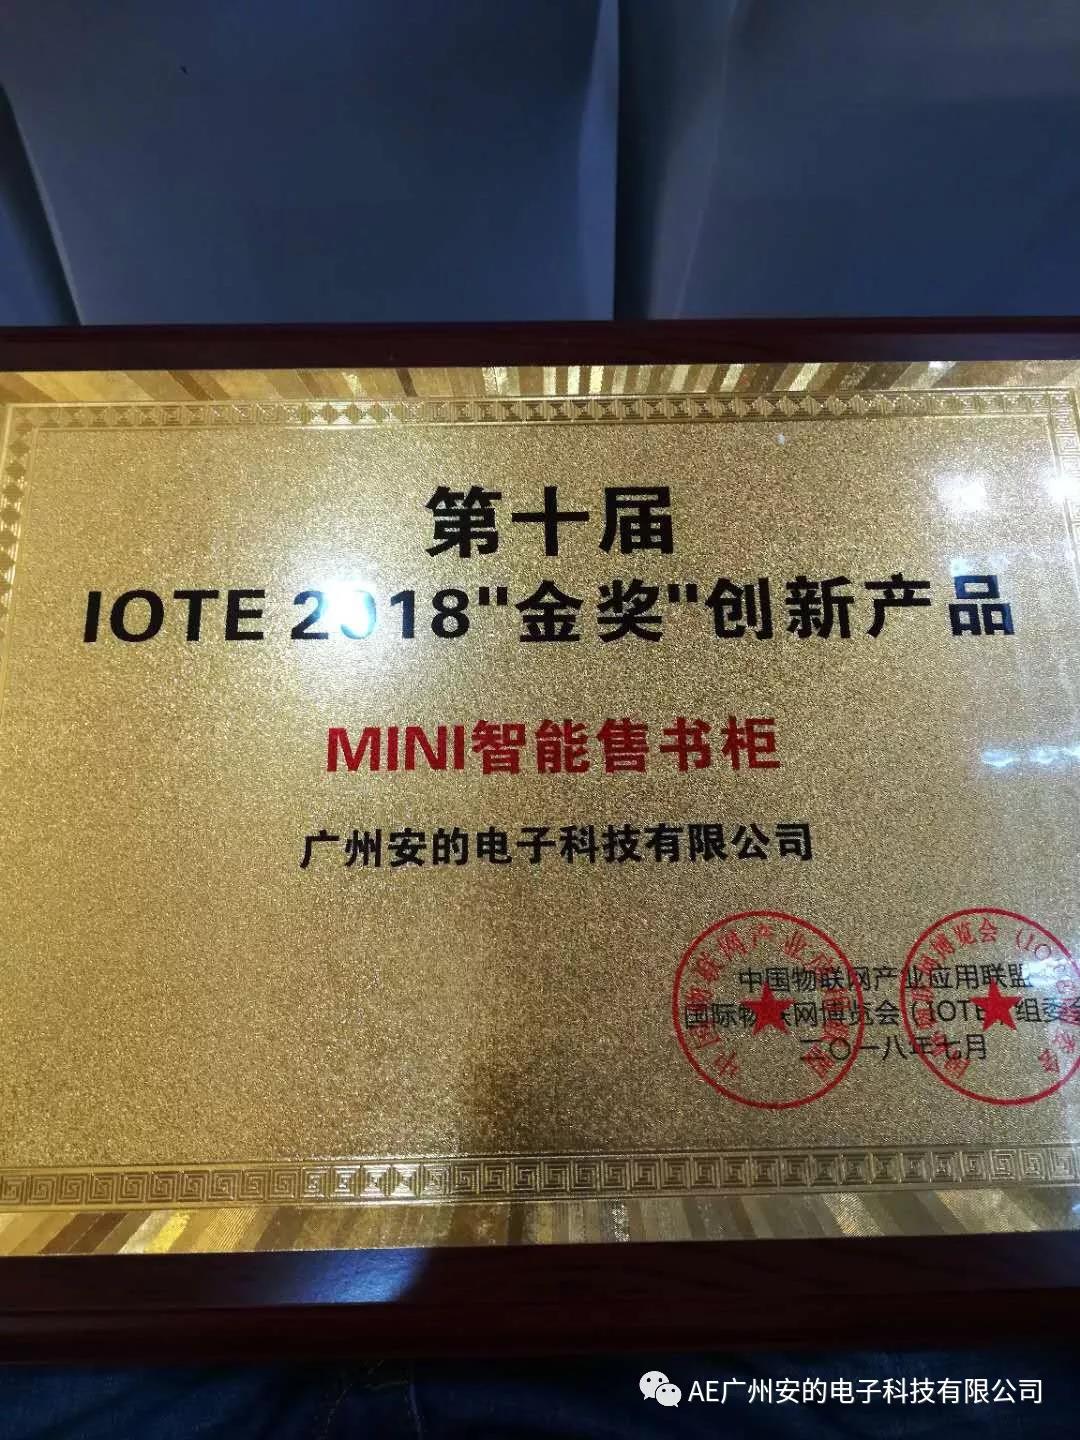 第十届
IOTE 2018"金奖"创新产品
MINI智能售书柜
广州安的电子科技有限公司
中国物联网产业应用联盟
国际物联网博览会（IOTE）组委会
二〇一八年七月
AE广州安的电子科技有限公司